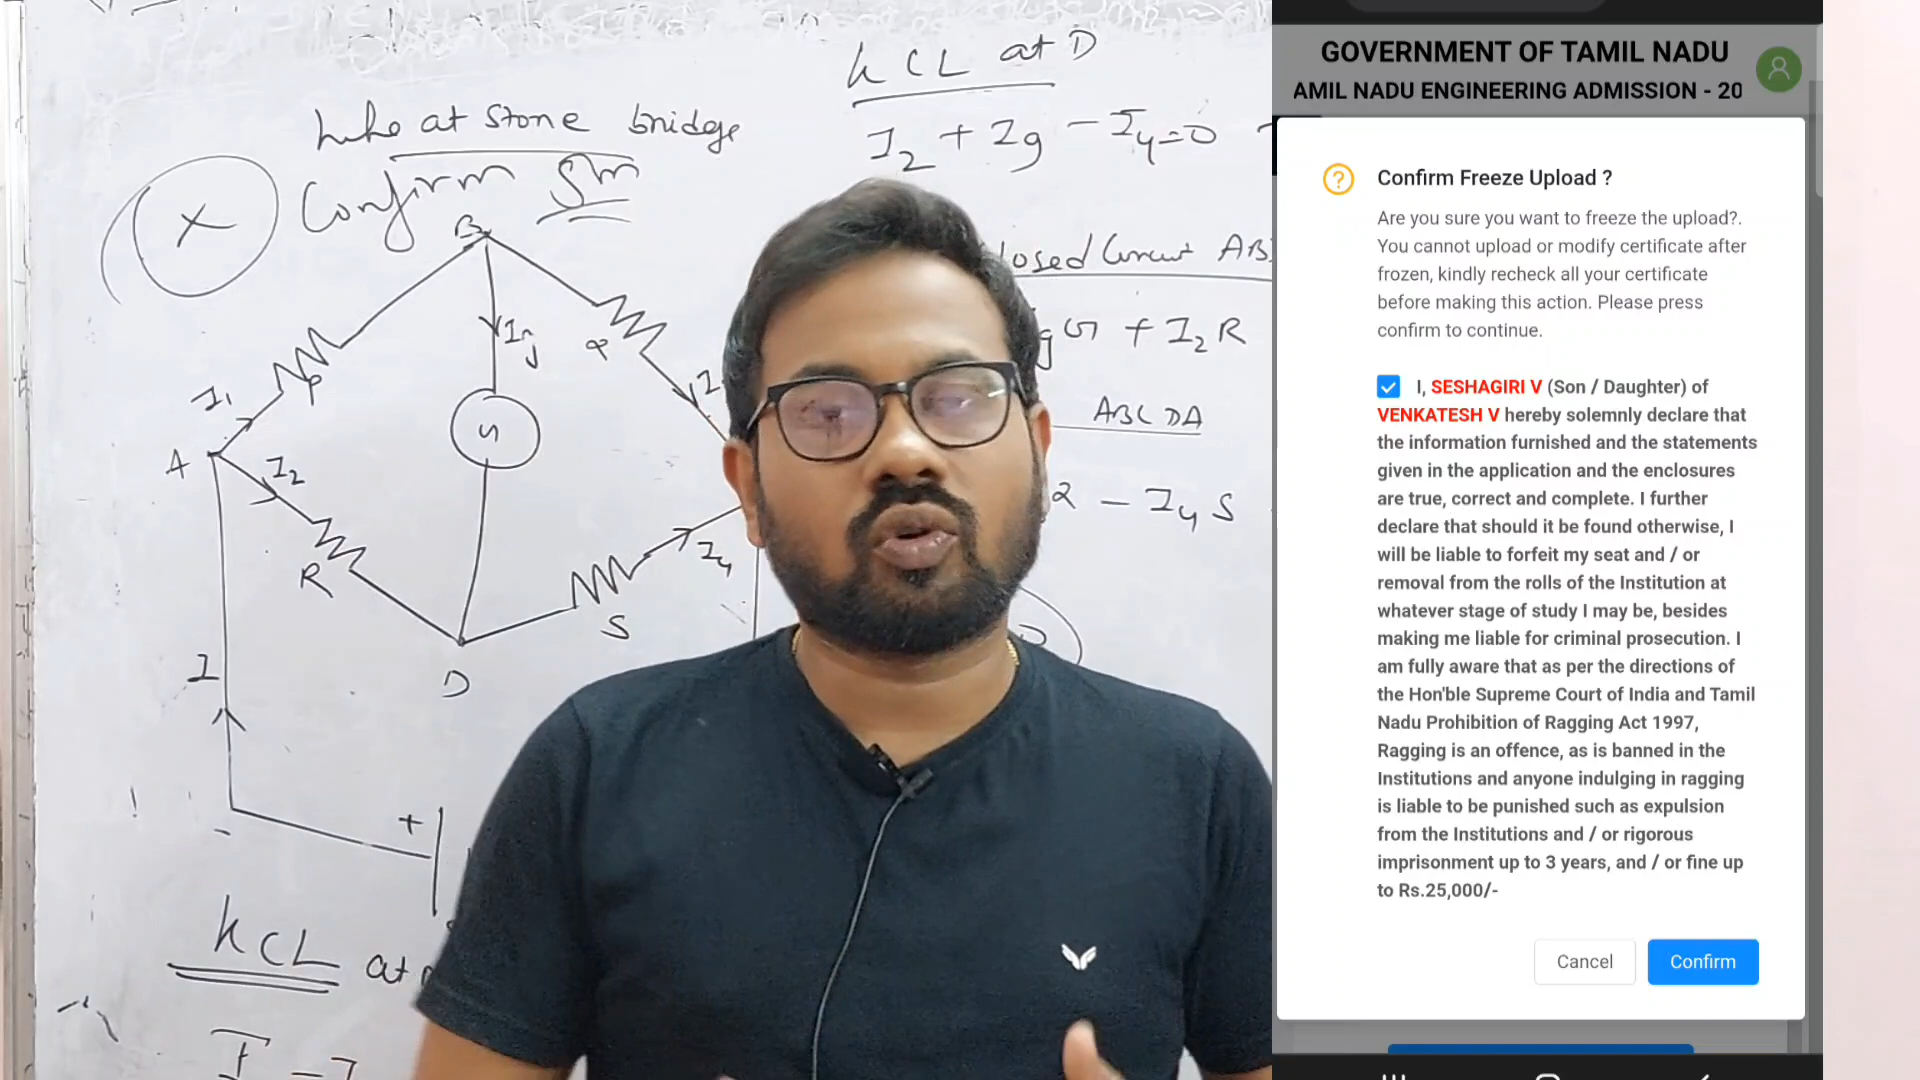 Wheatstone bridge
Confirm 5m
X
B
I1
P
Ig
Q
A
I2
G
R
I4
S
I
D
+
KCL at
KCL at D
I2 + Ig - I4=0
losed Circuit AB
gG + I2R
ABCDA
- I4S
GOVERNMENT OF TAMIL NADU
AMIL NADU ENGINEERING ADMISSION - 20
Confirm Freeze Upload ?
Are you sure you want to freeze the upload?.
You cannot upload or modify certificate after
frozen, kindly recheck all your certificate
before making this action. Please press
confirm to continue.
I, SESHAGIRI V (Son / Daughter) of
VENKATESH V hereby solemnly declare that
the information furnished and the statements
given in the application and the enclosures
are true, correct and complete. I further
declare that should it be found otherwise, I
will be liable to forfeit my seat and / or
removal from the rolls of the Institution at
whatever stage of study I may be, besides
making me liable for criminal prosecution. I
am fully aware that as per the directions of
the Hon'ble Supreme Court of India and Tamil
Nadu Prohibition of Ragging Act 1997,
Ragging is an offence, as is banned in the
Institutions and anyone indulging in ragging
is liable to be punished such as expulsion
from the Institutions and / or rigorous
imprisonment up to 3 years, and / or fine up
to Rs.25,000/-
Cancel
Confirm